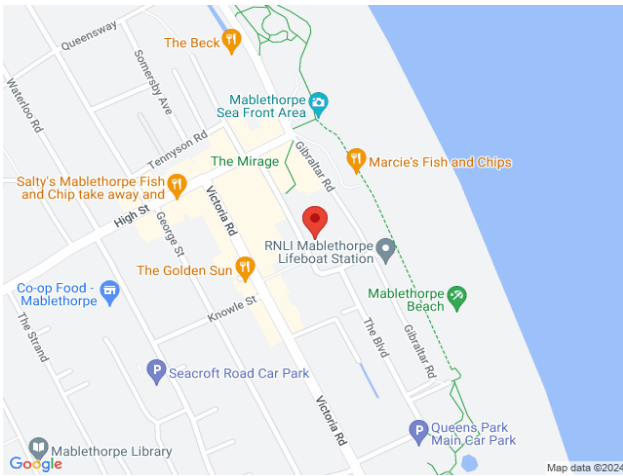 Queensway
The Beck
Somersby Ave
Waterloo Rd
Mablethorpe
Sea Front Area
Tennyson Rd
Gibraltar Rd
The Mirage
Marcie's Fish and Chips
Salty's Mablethorpe Fish
and Chip take away and
High St
Victoria Rd
George St
RNLI Mablethorpe
Lifeboat Station
The Golden Sun
Co-op Food -
Mablethorpe
Mablethorpe
Beach
Knowle St
The Strand
The Blvd
Gibraltar Rd
P
Seacroft Road Car Park
Victoria Rd
P
Queens Park
Main Car Park
Mablethorpe Library
Google
Map data ©2024